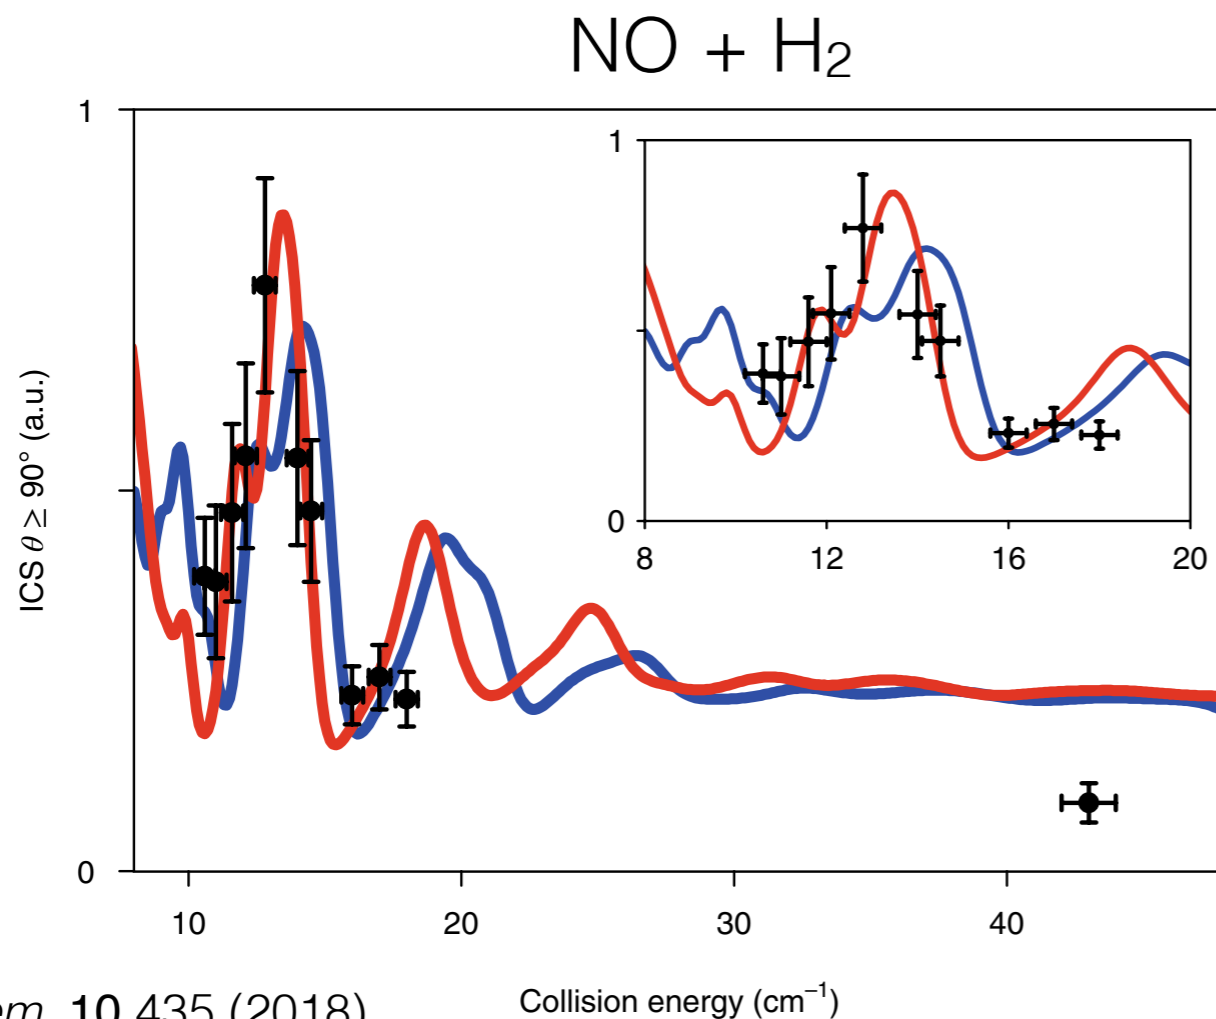 NO + H₂
1
ICS θ ≥ 90° (a.u.)
0
10 20 30 40
1
0
8 12 16 20
Collision energy (cm⁻¹)
10 435 (2018)